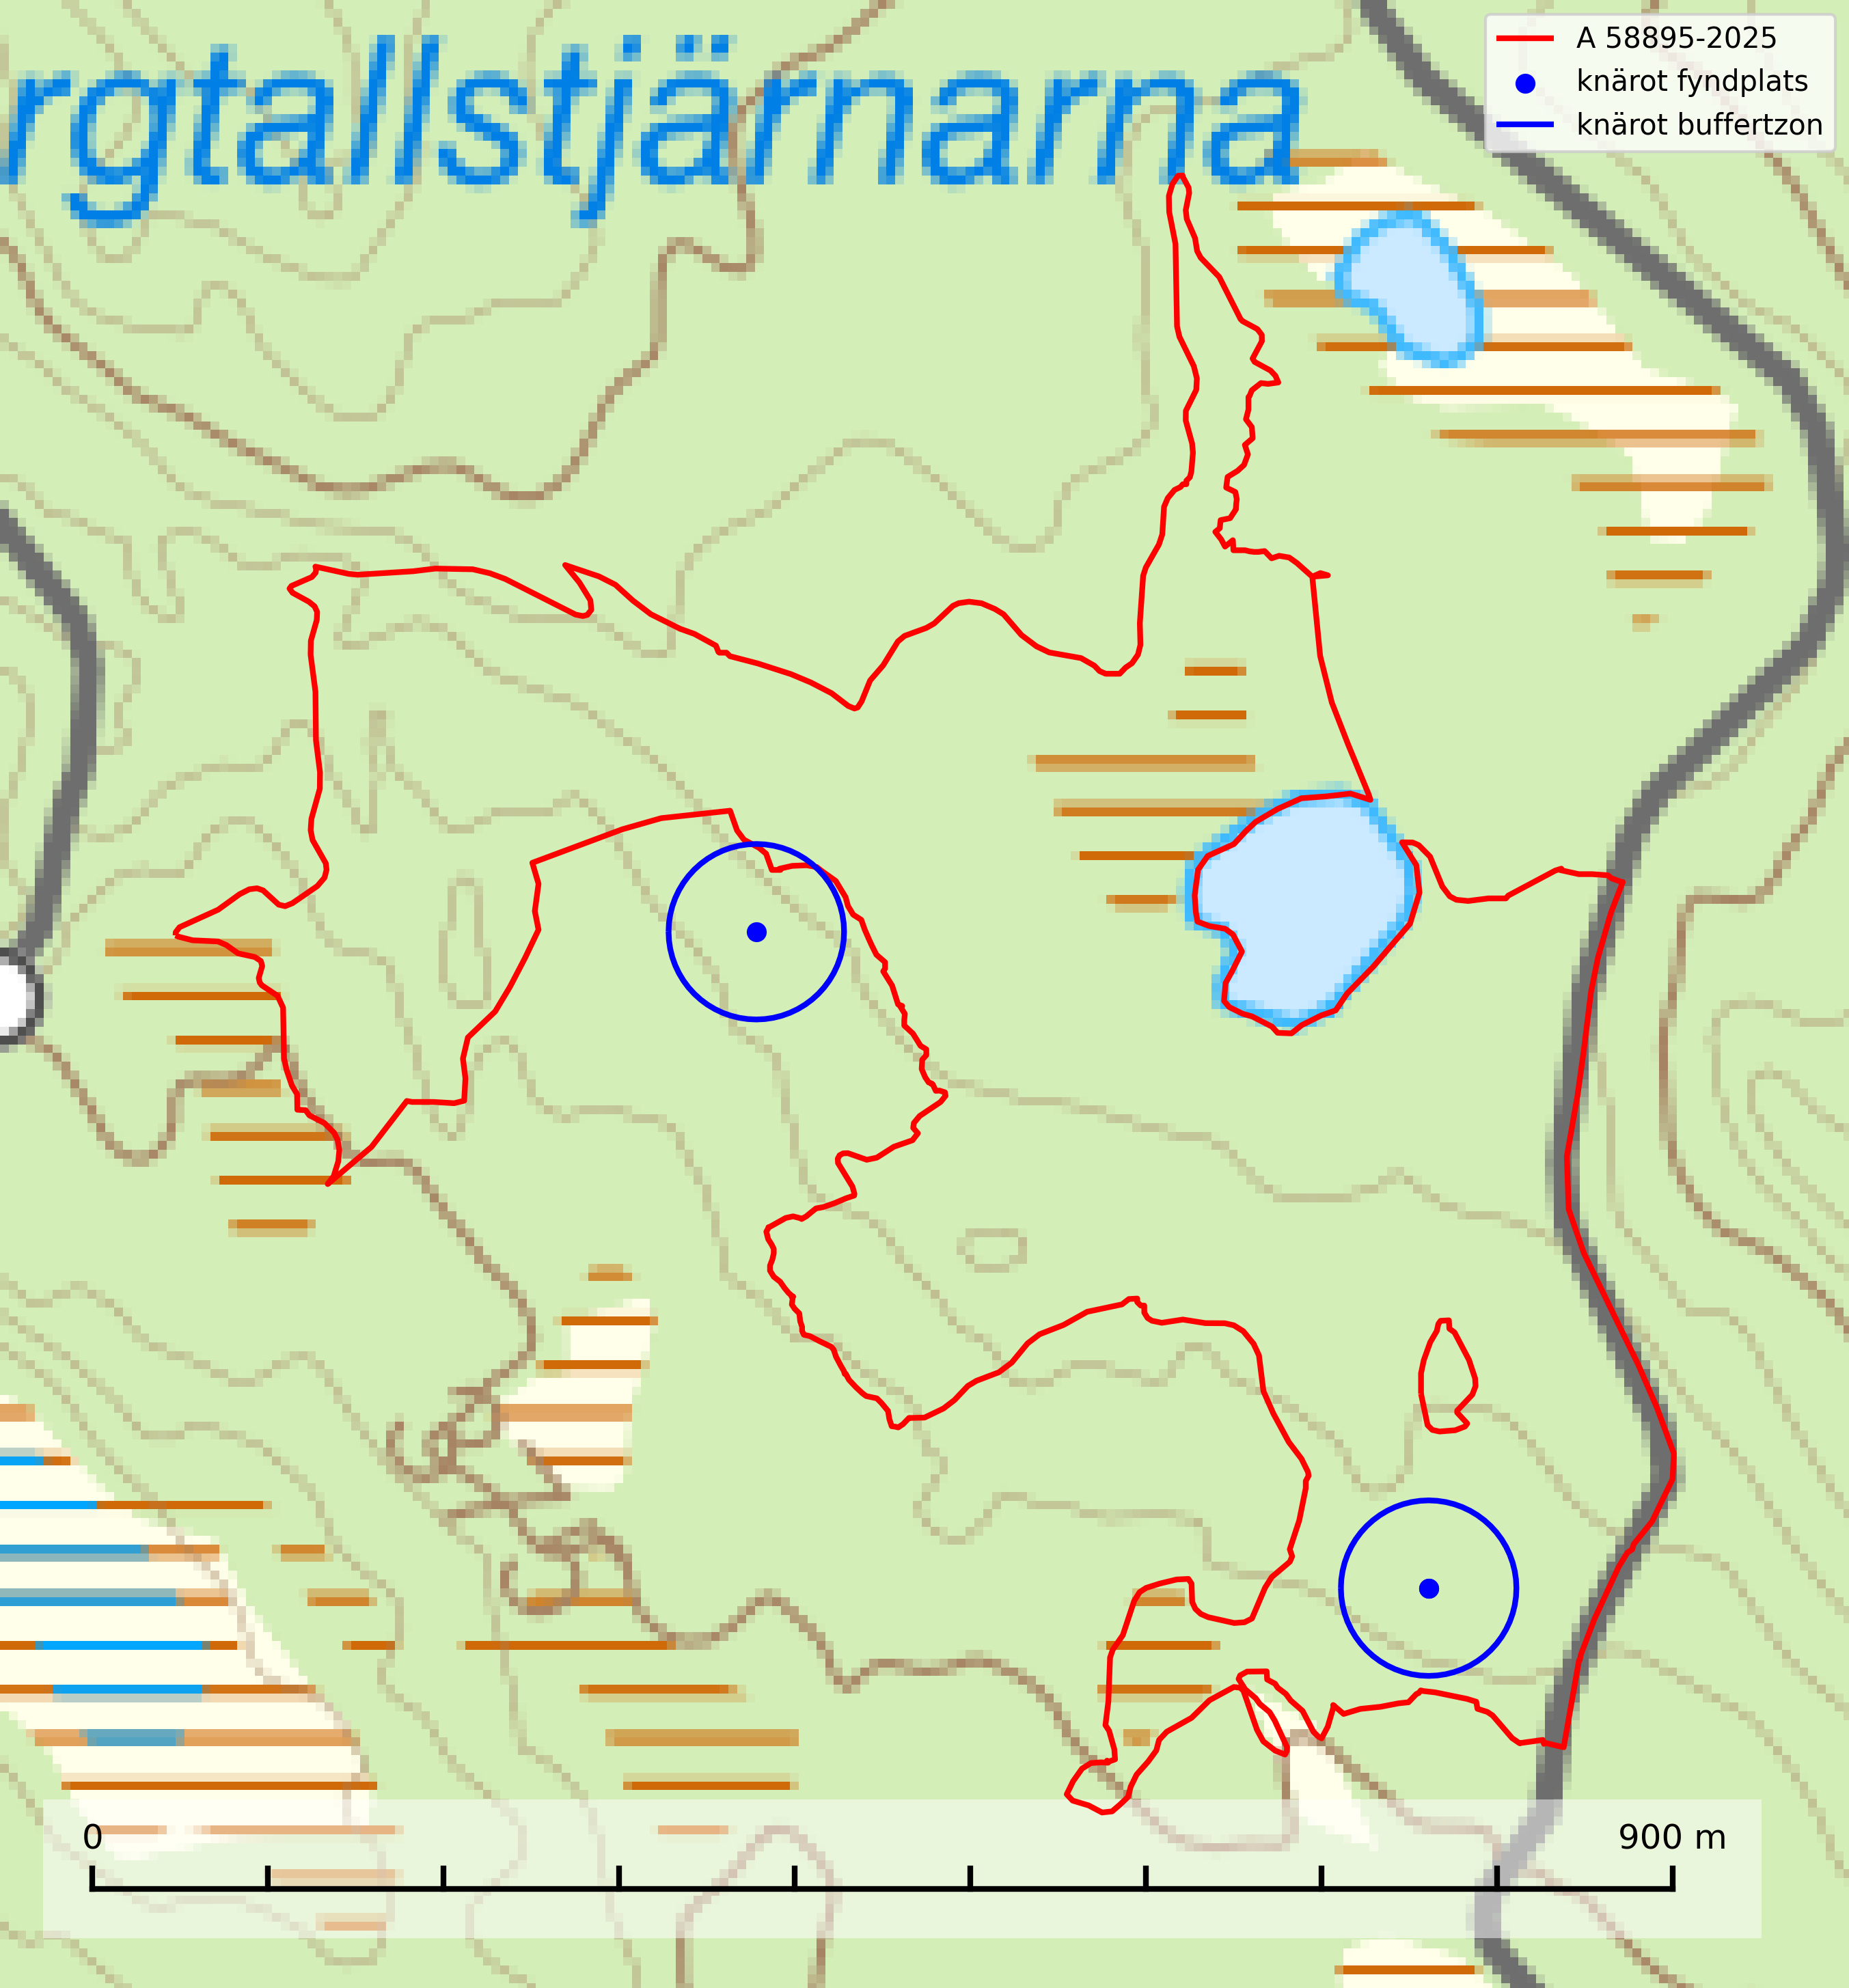 rgtallstjärnarna
A 58895-2025
knärot fyndplats
knärot buffertzon
0
900 m